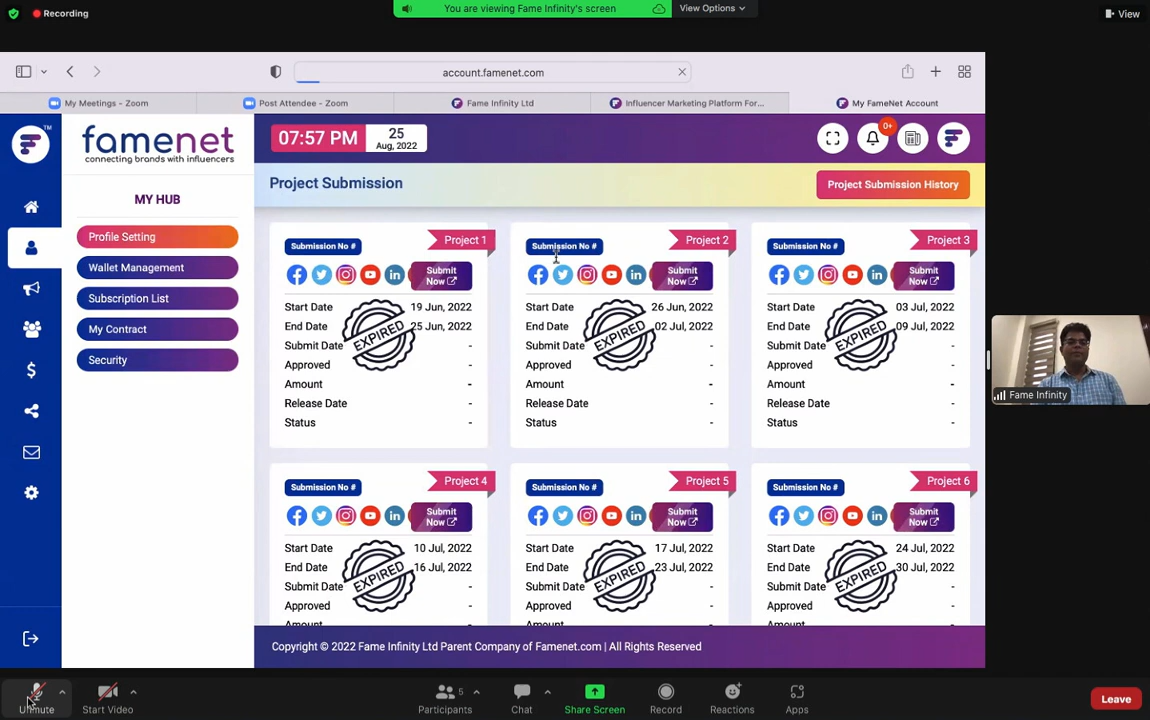 Recording
You are viewing Fame Infinity's screen
View Options
View
account.famenet.com
My Meetings - Zoom
Post Attendee - Zoom
Fame Infinity Ltd
Influencer Marketing Platform For...
My FameNet Account
TM
famenet
connecting brands with influencers
07:57 PM
25
Aug, 2022
0+
MY HUB
Profile Setting
Wallet Management
Subscription List
My Contract
Security
Project Submission
Project Submission History
Submission No #
Project 1
Submit
Now
Start Date 19 Jun, 2022
End Date 25 Jun, 2022
EXPIRED
Submit Date -
Approved -
Amount -
Release Date -
Status -
Submission No #
Project 2
Submit
Now
Start Date 26 Jun, 2022
End Date 02 Jul, 2022
EXPIRED
Submit Date -
Approved -
Amount -
Release Date -
Status -
Submission No #
Project 3
Submit
Now
Start Date 03 Jul, 2022
End Date 09 Jul, 2022
EXPIRED
Submit Date -
Approved -
Amount -
Release Date -
Status -
Submission No #
Project 4
Submit
Now
Start Date 10 Jul, 2022
End Date 16 Jul, 2022
EXPIRED
Submit Date -
Approved -
Amount -
Submission No #
Project 5
Submit
Now
Start Date 17 Jul, 2022
End Date 23 Jul, 2022
EXPIRED
Submit Date -
Approved -
Amount -
Submission No #
Project 6
Submit
Now
Start Date 24 Jul, 2022
End Date 30 Jul, 2022
EXPIRED
Submit Date -
Approved -
Amount -
Copyright © 2022 Fame Infinity Ltd Parent Company of Famenet.com | All Rights Reserved
Fame Infinity
Unmute
Start Video
5
Participants
Chat
Share Screen
Record
Reactions
Apps
Leave